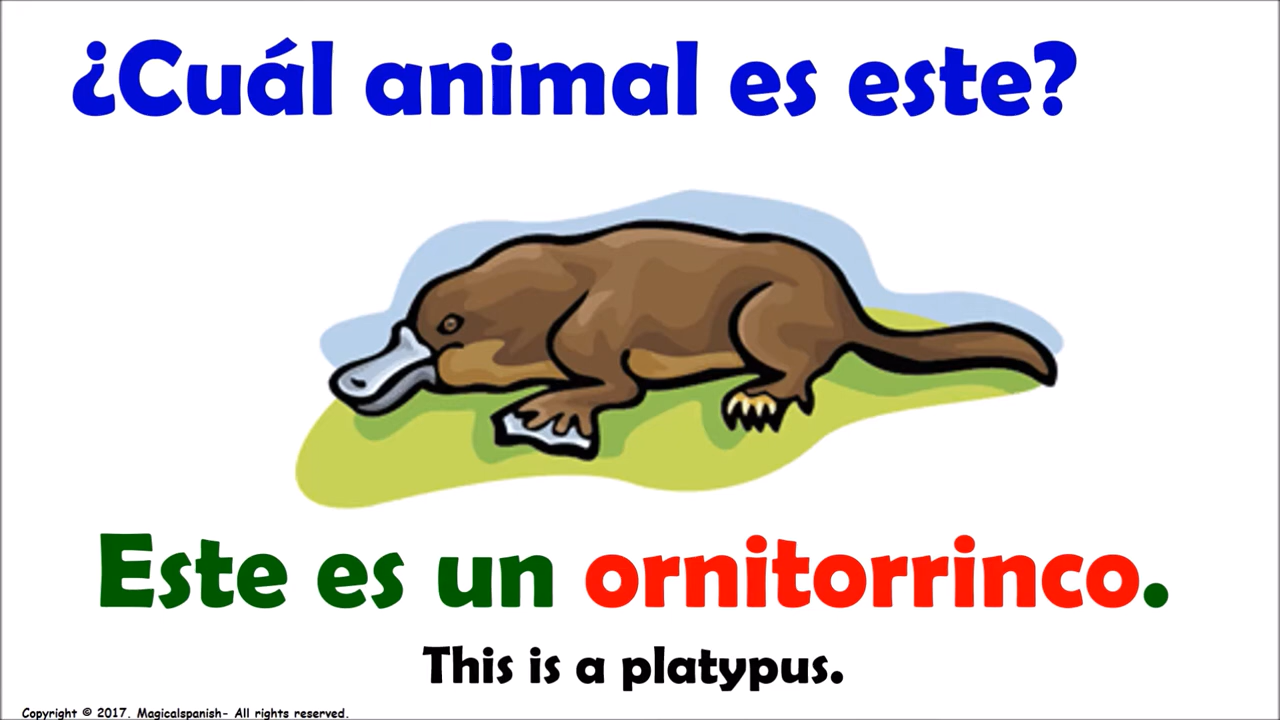 ¿Cuál animal es este?
Este es un ornitorrinco.
This is a platypus.
Copyright © 2017. Magicalspanish- All rights reserved.